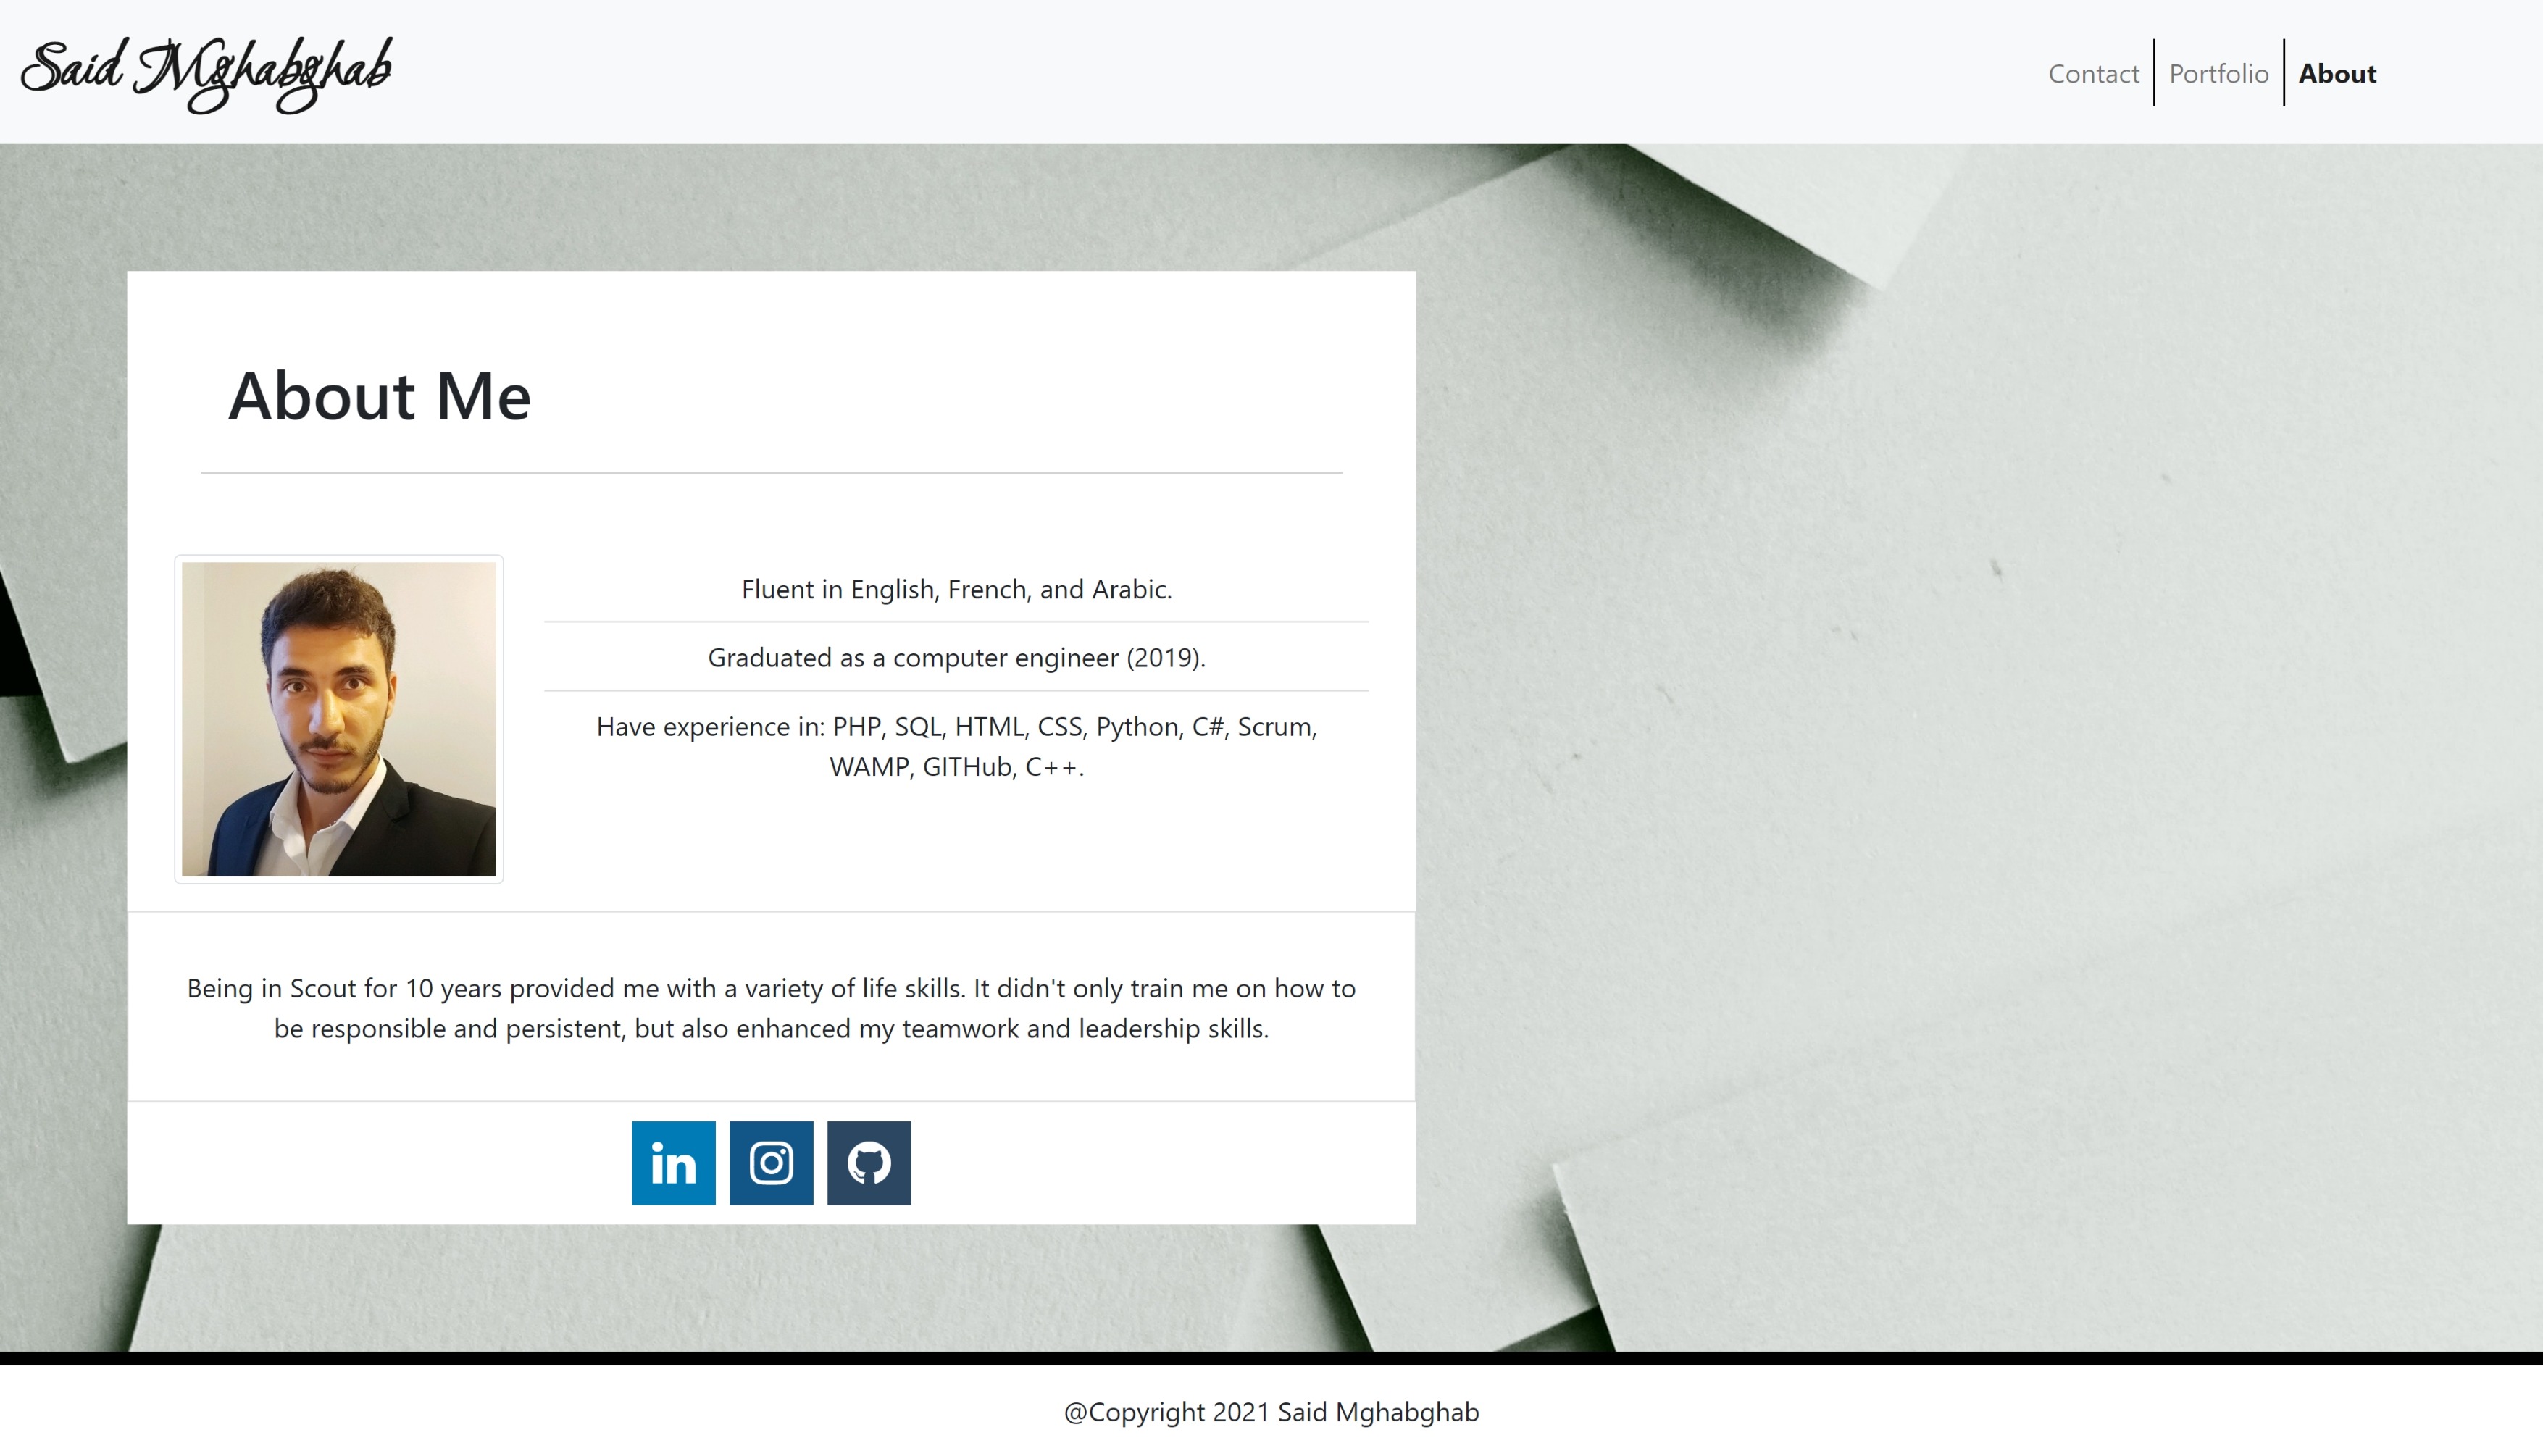 Said Mghabghab
Contact
Portfolio
About
About Me
Fluent in English, French, and Arabic.
Graduated as a computer engineer (2019).
Have experience in: PHP, SQL, HTML, CSS, Python, C#, Scrum,
WAMP, GITHub, C++.
Being in Scout for 10 years provided me with a variety of life skills. It didn't only train me on how to
be responsible and persistent, but also enhanced my teamwork and leadership skills.
in
@Copyright 2021 Said Mghabghab